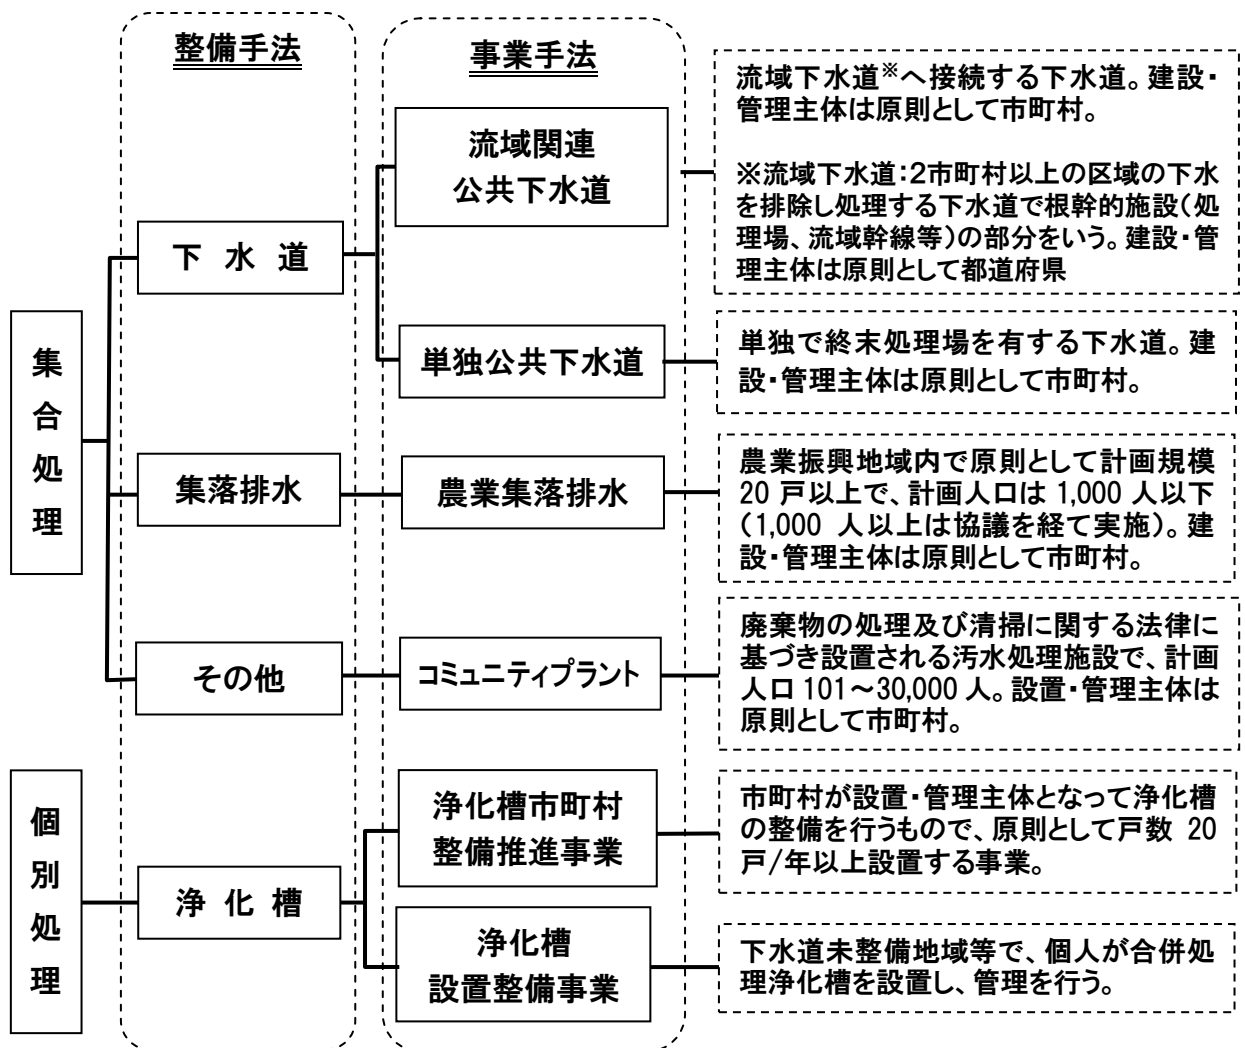 整備手法
事業手法
集合処理
下水道
流域関連
公共下水道
流域下水道※へ接続する下水道。建設・
管理主体は原則として市町村。
※流域下水道：2市町村以上の区域の下水
を排除し処理する下水道で根幹的施設（処
理場、流域幹線等）の部分をいう。建設・管
理主体は原則として都道府県
単独公共下水道
単独で終末処理場を有する下水道。建
設・管理主体は原則として市町村。
集落排水
農業集落排水
農業振興地域内で原則として計画規模
20 戸以上で、計画人口は 1,000 人以下
（1,000 人以上は協議を経て実施）。建
設・管理主体は原則として市町村。
その他
コミュニティプラント
廃棄物の処理及び清掃に関する法律に
基づき設置される汚水処理施設で、計画
人口 101～30,000 人。設置・管理主体は
原則として市町村。
個別処理
浄化槽
浄化槽市町村
整備推進事業
市町村が設置・管理主体となって浄化槽
の整備を行うもので、原則として戸数 20
戸/年以上設置する事業。
浄化槽
設置整備事業
下水道未整備地域等で、個人が合併処
理浄化槽を設置し、管理を行う。